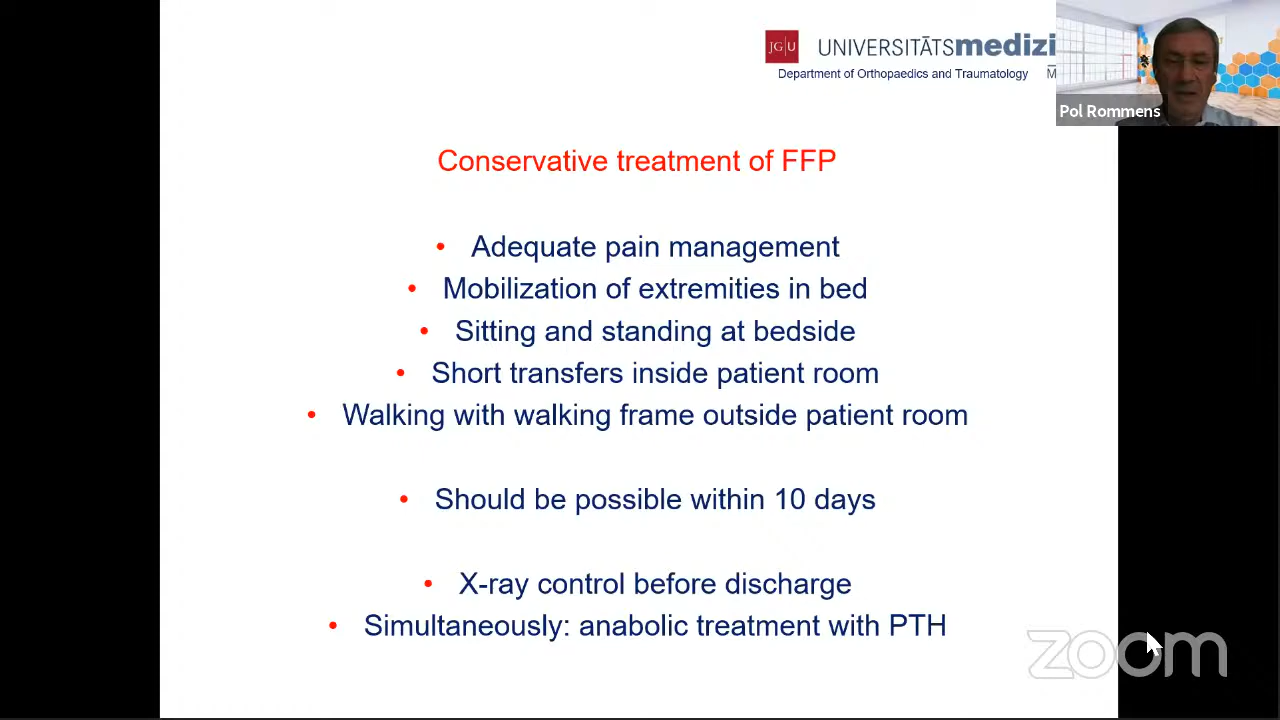 JG|U UNIVERSITÄTSmedizi
Department of Orthopaedics and Traumatology M
Pol Rommens
Conservative treatment of FFP
• Adequate pain management
• Mobilization of extremities in bed
• Sitting and standing at bedside
• Short transfers inside patient room
• Walking with walking frame outside patient room
• Should be possible within 10 days
• X-ray control before discharge
• Simultaneously: anabolic treatment with PTH
zoom